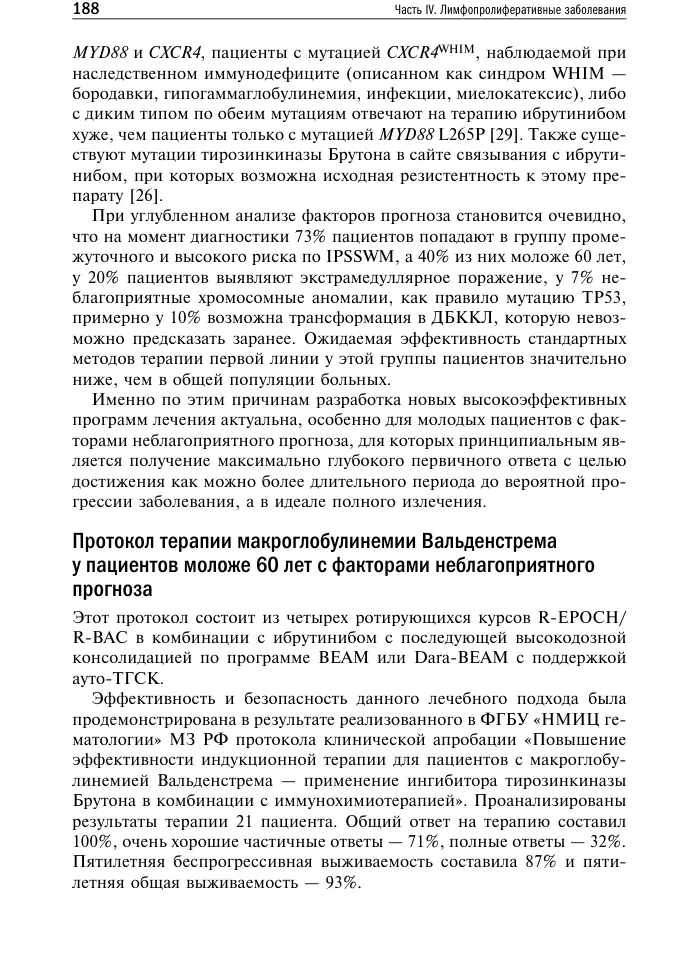 188
Часть IV. Лимфопролиферативные заболевания
MYD88 и CXCR4, пациенты с мутацией CXCR4WHIM, наблюдаемой при
наследственном иммунодефиците (описанном как синдром WHIM —
бородавки, гипогаммаглобулинемия, инфекции, миелокатексис), либо
с диким типом по обеим мутациям отвечают на терапию ибрутинибом
хуже, чем пациенты только с мутацией MYD88 L265P [29]. Также суще-
ствуют мутации тирозинкиназы Брутона в сайте связывания с ибрути-
нибом, при которых возможна исходная резистентность к этому пре-
парату [26].
При углубленном анализе факторов прогноза становится очевидно,
что на момент диагностики 73% пациентов попадают в группу проме-
жуточного и высокого риска по IPSSWM, а 40% из них моложе 60 лет,
у 20% пациентов выявляют экстрамедуллярное поражение, у 7% не-
благоприятные хромосомные аномалии, как правило мутацию TP53,
примерно у 10% возможна трансформация в ДБККЛ, которую невоз-
можно предсказать заранее. Ожидаемая эффективность стандартных
методов терапии первой линии у этой группы пациентов значительно
ниже, чем в общей популяции больных.
Именно по этим причинам разработка новых высокоэффективных
программ лечения актуальна, особенно для молодых пациентов с фак-
торами неблагоприятного прогноза, для которых принципиальным яв-
ляется получение максимально глубокого первичного ответа с целью
достижения как можно более длительного периода до вероятной про-
грессии заболевания, а в идеале полного излечения.
Протокол терапии макроглобулинемии Вальденстрема
у пациентов моложе 60 лет с факторами неблагоприятного
прогноза
Этот протокол состоит из четырех ротирующихся курсов R-EPOCH/
R-BAC в комбинации с ибрутинибом с последующей высокодозной
консолидацией по программе BEAM или Dara-BEAM с поддержкой
ауто-ТГСК.
Эффективность и безопасность данного лечебного подхода была
продемонстрирована в результате реализованного в ФГБУ «НМИЦ ге-
матологии» МЗ РФ протокола клинической апробации «Повышение
эффективности индукционной терапии для пациентов с макроглобу-
линемией Вальденстрема — применение ингибитора тирозинкиназы
Брутона в комбинации с иммунохимиотерапией». Проанализированы
результаты терапии 21 пациента. Общий ответ на терапию составил
100%, очень хорошие частичные ответы — 71%, полные ответы — 32%.
Пятилетняя беспрогрессивная выживаемость составила 87% и пяти-
летняя общая выживаемость — 93%.